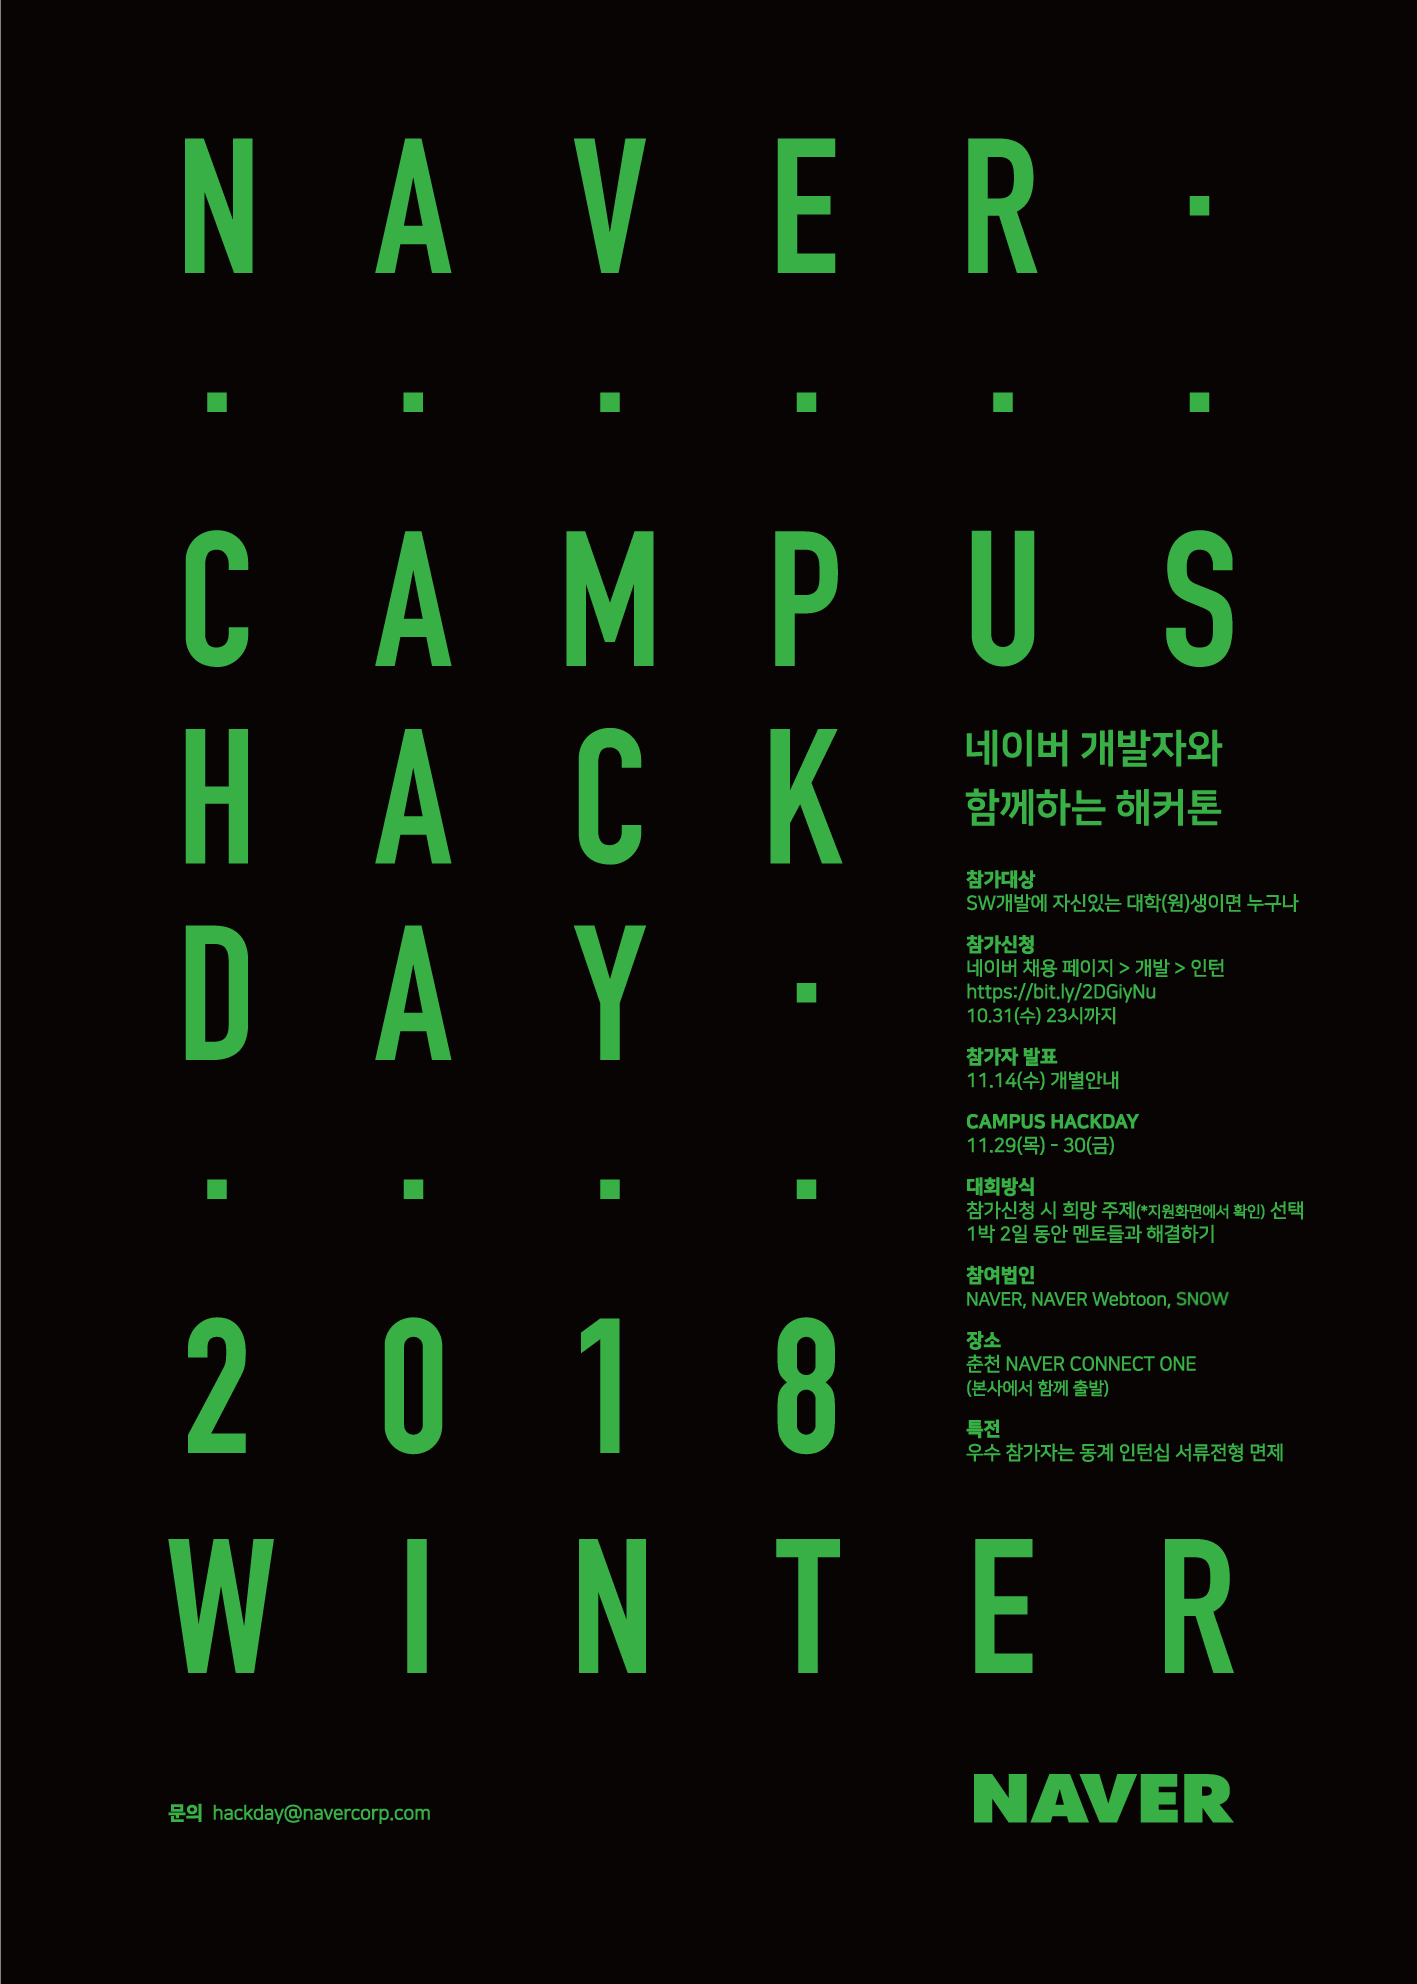 NAVER
CAMPUS
HACK
DAY
2018
WINTER
네이버 개발자와
함께하는 해커톤
참가대상
SW개발에 자신있는 대학(원)생이면 누구나
참가신청
네이버 채용 페이지 > 개발 > 인턴
https://bit.ly/2DGiyNu
10.31(수) 23시까지
참가자 발표
11.14(수) 개별안내
CAMPUS HACKDAY
11.29(목) - 30(금)
대회방식
참가신청 시 희망 주제(*지원화면에서 확인) 선택
1박 2일 동안 멘토들과 해결하기
참여법인
NAVER, NAVER Webtoon, SNOW
장소
춘천 NAVER CONNECT ONE
(본사에서 함께 출발)
특전
우수 참가자는 동계 인턴십 서류전형 면제
문의 hackday@navercorp.com
NAVER